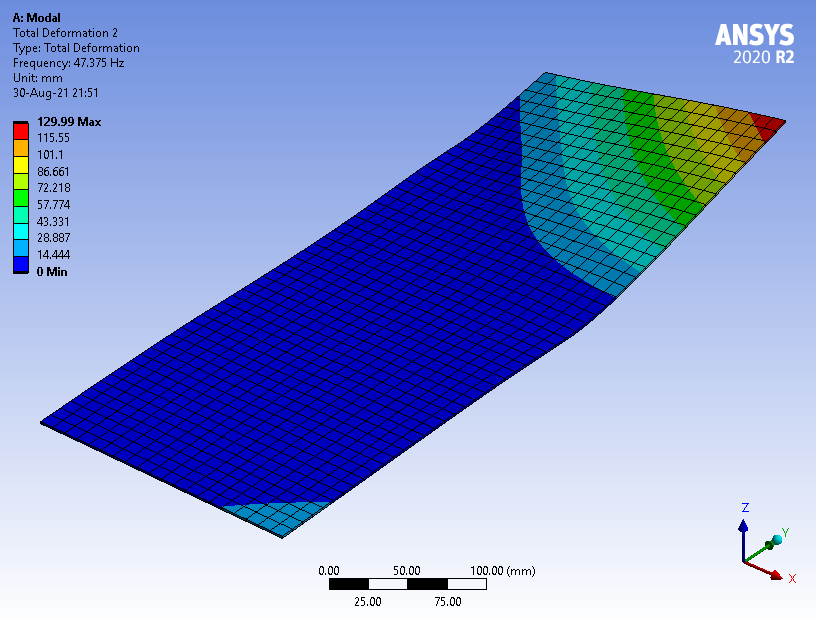 A: Modal
Total Deformation 2
Type: Total Deformation
Frequency: 47.375 Hz
Unit: mm
30-Aug-21 21:51
ANSYS
2020 R2
129.99 Max
115.55
101.1
86.661
72.218
57.774
43.331
28.887
14.444
0 Min
0.00 50.00 100.00 (mm)
25.00 75.00
Z
Y
X